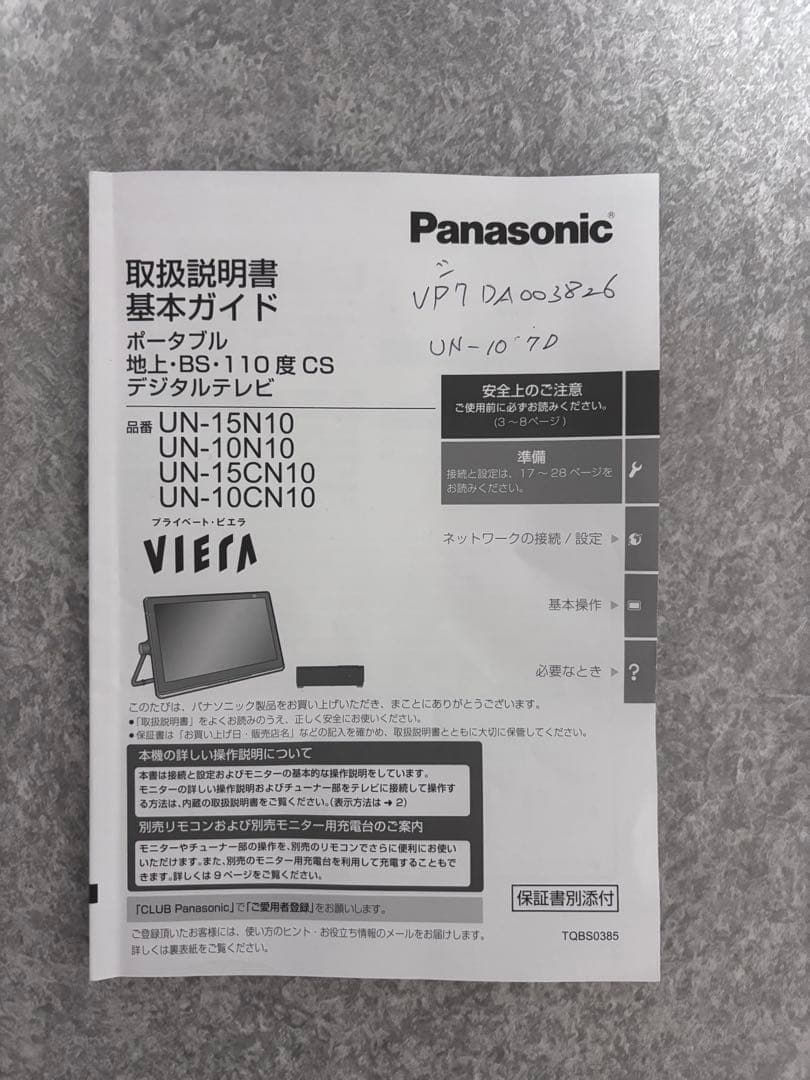 Panasonic®
取扱説明書
基本ガイド
ポータブル
地上・BS・110度CS
デジタルテレビ
品番 UN-15N10
UN-10N10
UN-15CN10
UN-10CN10
プライベート・ビエラ
VIERA
ジ
VP7DA003826
UN-10 7D
安全上のご注意
ご使用前に必ずお読みください。
(3~8ページ)
準備
接続と設定は、17~28ページを
お読みください。
ネットワークの接続/設定 ▶
基本操作 ▶
必要なとき ▶ ?
このたびは、パナソニック製品をお買い上げいただき、まことにありがとうございます。
●「取扱説明書」をよくお読みのうえ、正しく安全にお使いください。
●保証書は「お買い上げ日・販売店名」などの記入を確かめ、取扱説明書とともに大切に保管してください。
本機の詳しい操作説明について
本書は接続と設定およびモニターの基本的な操作説明をしています。
モニターの詳しい操作説明およびチューナー部をテレビに接続して操作す
る方法は、内蔵の取扱説明書をご覧ください。(表示方法は➜2)
別売リモコンおよび別売モニター用充電台のご案内
モニターやチューナー部の操作を、別売のリモコンでさらに便利にお使い
いただけます。また、別売のモニター用充電台を利用して充電することもで
きます。詳しくは9ページをご覧ください。
「CLUB Panasonic」で「ご愛用者登録」をお願いします。
ご登録頂いたお客様には、使い方のヒント・お役立ち情報のメールをお届けします。
詳しくは裏表紙をご覧ください。
保証書別添付
TQBS0385